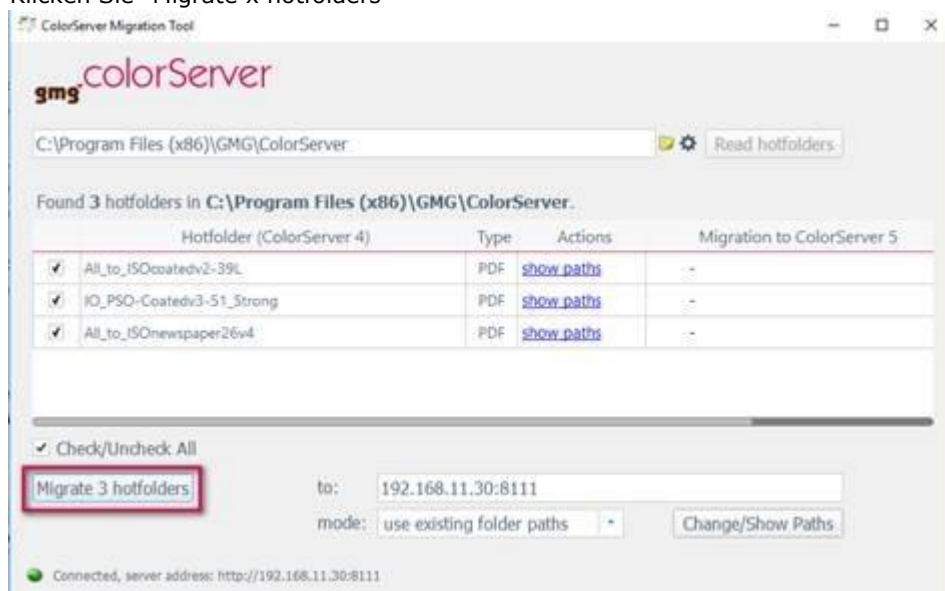 Klicken Sie "Migrate x hotfolders"
ColorServer Migration Tool
gmg colorServer
C:\Program Files (x86)\GMG\ColorServer Read hotfolders
Found 3 hotfolders in C:\Program Files (x86)\GMG\ColorServer.
Hotfolder (ColorServer 4) Type Actions Migration to ColorServer 5
All_to_ISOcoatedv2-39L PDF show paths -
IO_PSO-Coatedv3-51_Strong PDF show paths -
All_to_ISOnewspaper26v4 PDF show paths -
Check/Uncheck All
Migrate 3 hotfolders to: 192.168.11.30:8111
mode: use existing folder paths Change/Show Paths
Connected, server address: http://192.168.11.30:8111